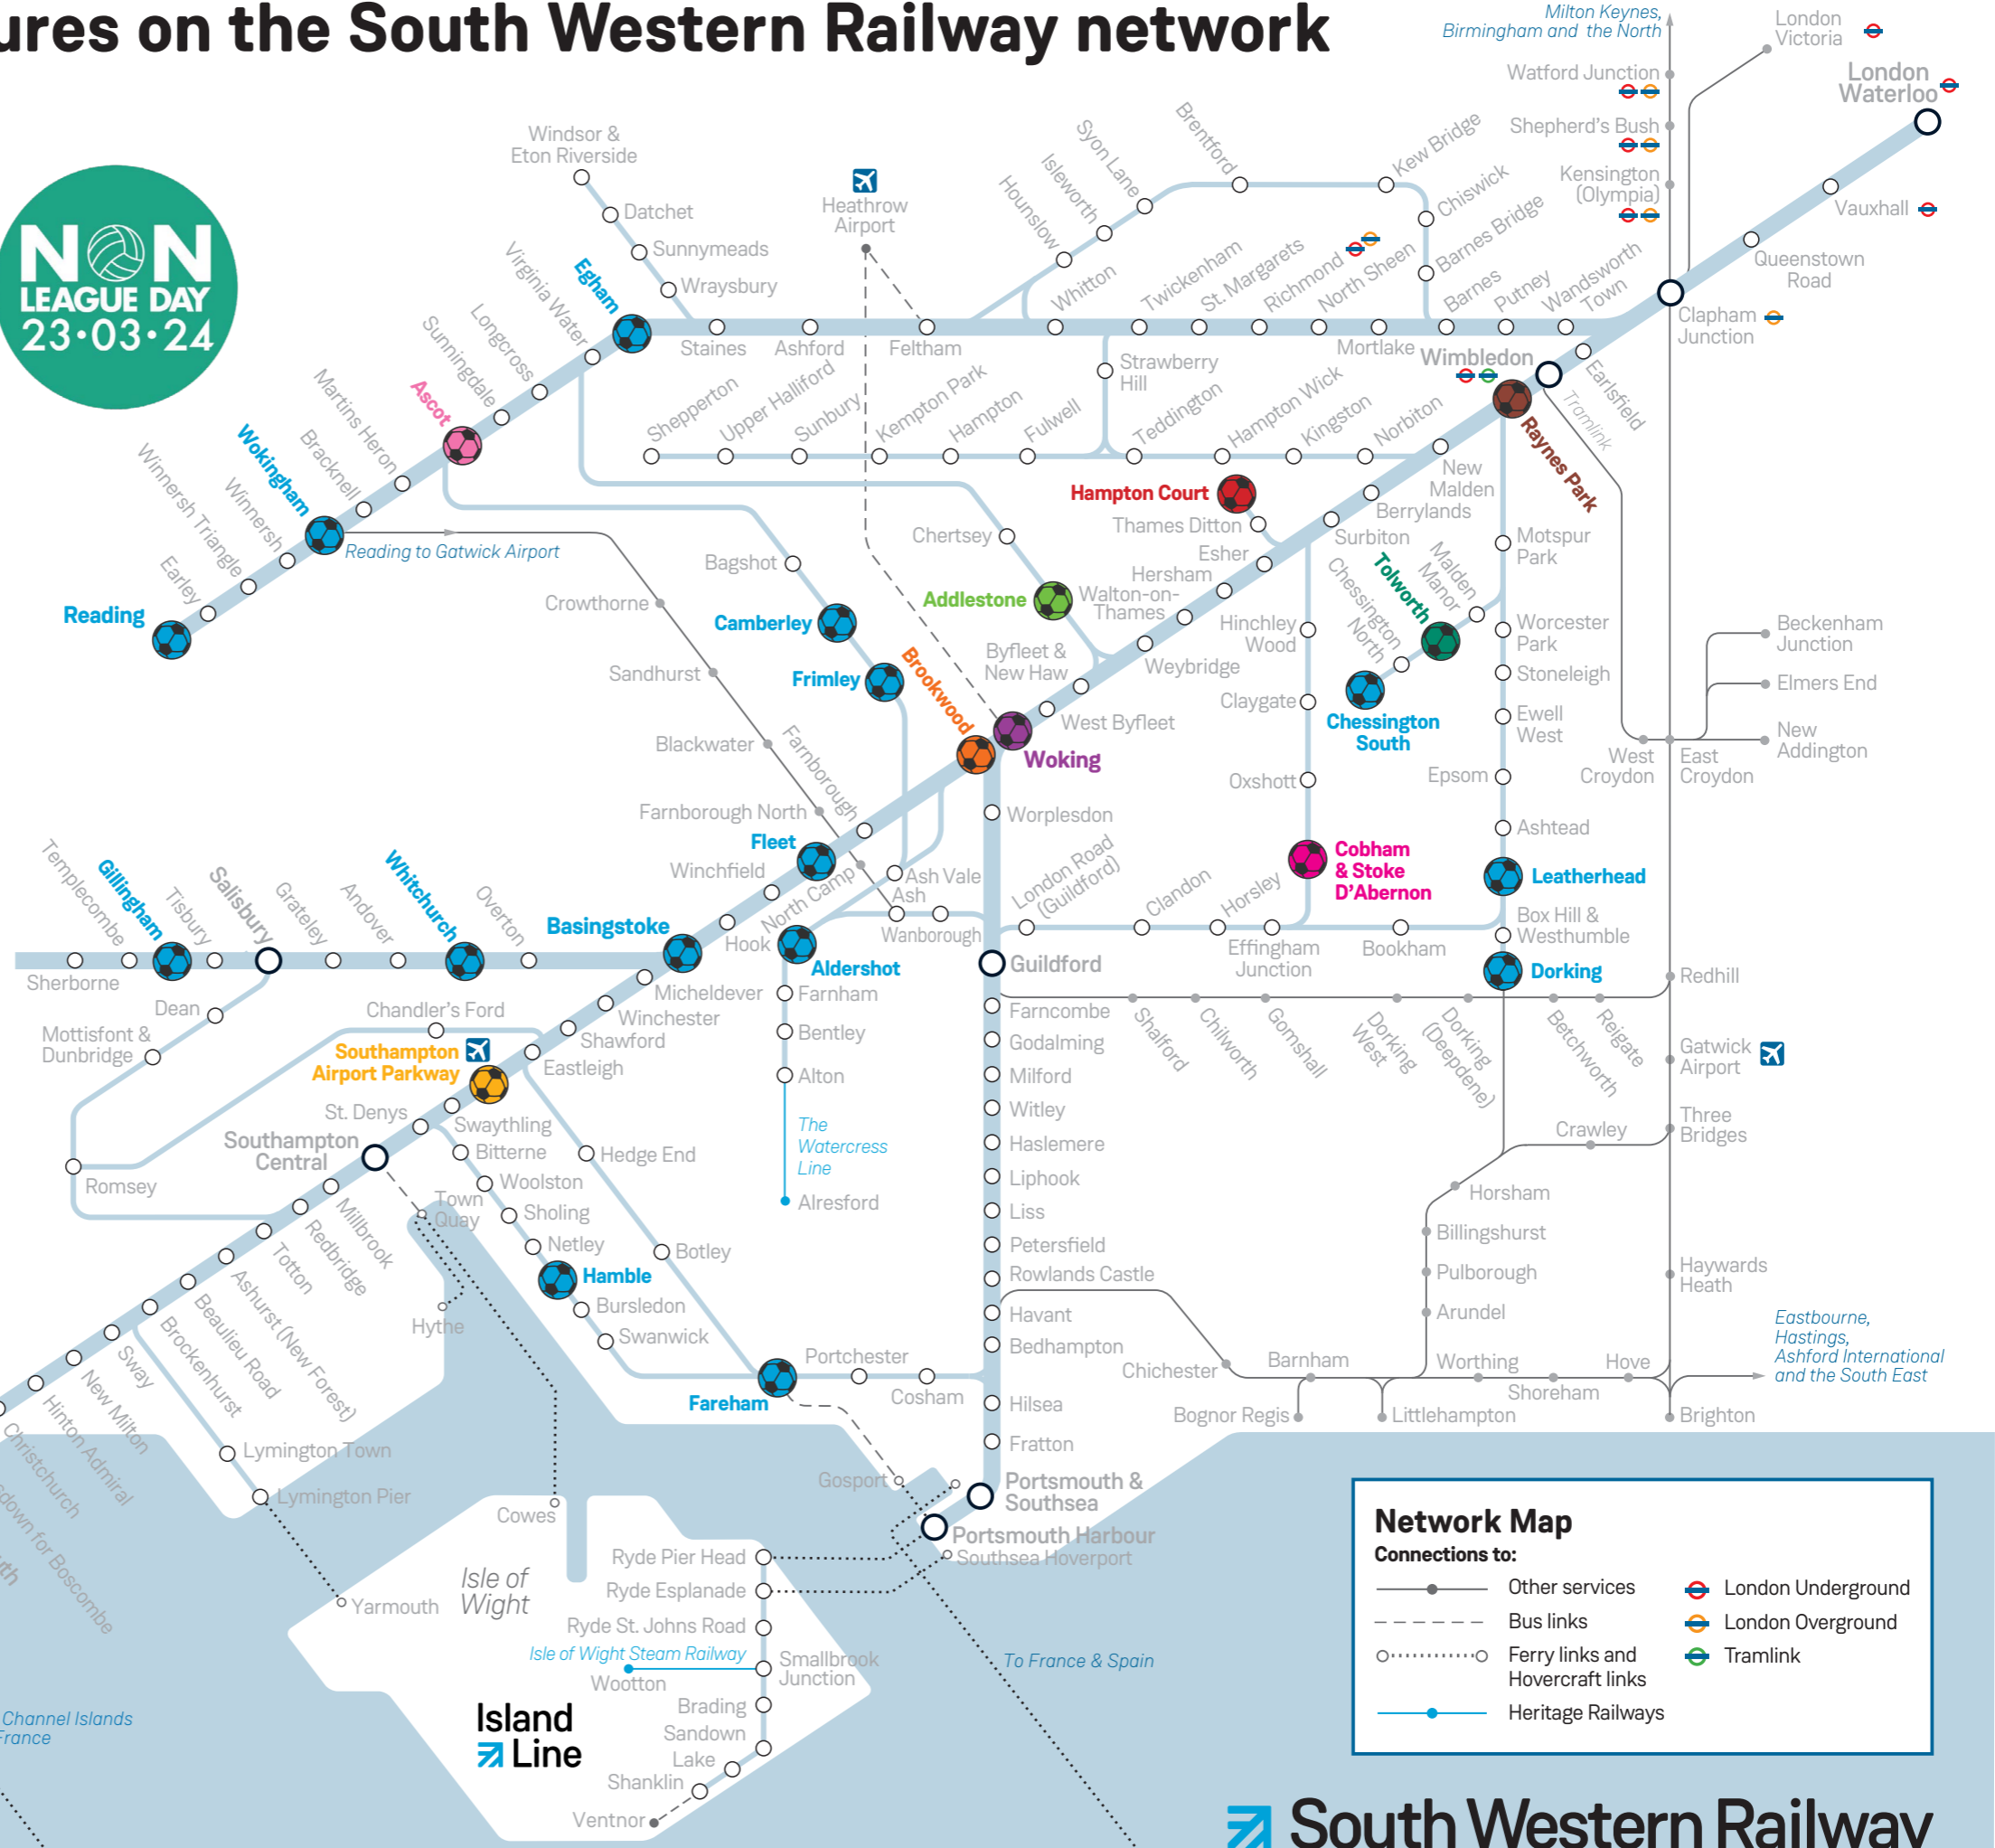 ures on the South Western Railway network
NON
LEAGUE DAY
23·03·24
Milton Keynes,
Birmingham and the North
London
Victoria
Watford Junction
London
Waterloo
Shepherd's Bush
Kensington
(Olympia)
Vauxhall
Queenstown
Road
Clapham
Junction
Windsor &
Eton Riverside
Datchet
Sunnymeads
Wraysbury
Heathrow
Airport
Hounslow
Isleworth
Syon Lane
Brentford
Kew Bridge
Chiswick
Barnes Bridge
Whitton
Twickenham
St. Margarets
Richmond
North Sheen
Mortlake
Barnes
Putney
Wandsworth
Town
Egham
Staines
Ashford
Feltham
Virginia Water
Longcross
Sunningdale
Ascot
Martins Heron
Bracknell
Wokingham
Winnersh
Winnersh Triangle
Earley
Reading
Reading to Gatwick Airport
Strawberry
Hill
Shepperton
Upper Halliford
Sunbury
Kempton Park
Hampton
Fulwell
Teddington
Hampton Wick
Kingston
Norbiton
Wimbledon
Earlsfield
Tramlink
Raynes Park
New
Malden
Berrylands
Surbiton
Hampton Court
Thames Ditton
Esher
Hersham
Walton-on-
Thames
Weybridge
Byfleet &
New Haw
West Byfleet
Woking
Brookwood
Chertsey
Addlestone
Bagshot
Camberley
Frimley
Crowthorne
Sandhurst
Blackwater
Farnborough North
Farnborough
North Camp
Motspur
Park
Malden
Manor
Tolworth
Chessington
North
Chessington
South
Worcester
Park
Stoneleigh
Ewell
West
Epsom
Ashtead
Leatherhead
Box Hill &
Westhumble
Dorking
Hinchley
Wood
Claygate
Oxshott
Cobham
& Stoke
D'Abernon
Beckenham
Junction
Elmers End
New
Addington
West
Croydon
East
Croydon
Worplesdon
London Road
(Guildford)
Clandon
Horsley
Effingham
Junction
Bookham
Fleet
Winchfield
Hook
Basingstoke
Ash Vale
Ash
Wanborough
Aldershot
Guildford
Farnham
Bentley
Alton
The
Watercress
Line
Alresford
Templecombe
Gillingham
Tisbury
Salisbury
Grateley
Andover
Whitchurch
Overton
Sherborne
Dean
Mottisfont &
Dunbridge
Romsey
Chandler's Ford
Micheldever
Winchester
Shawford
Eastleigh
Southampton
Airport Parkway
Swaythling
St. Denys
Southampton
Central
Bitterne
Woolston
Sholing
Netley
Hamble
Bursledon
Swanwick
Hedge End
Botley
Fareham
Portchester
Cosham
Town
Quay
Hythe
Millbrook
Redbridge
Totton
Ashurst (New Forest)
Beaulieu Road
Brockenhurst
Sway
New Milton
Hinton Admiral
Christchurch
sdown for Boscombe
uth
Lymington Town
Lymington Pier
Yarmouth
Farncombe
Godalming
Milford
Witley
Haslemere
Liphook
Liss
Petersfield
Rowlands Castle
Havant
Bedhampton
Hilsea
Fratton
Portsmouth &
Southsea
Portsmouth Harbour
Southsea Hoverport
Gosport
Shalford
Chilworth
Gomshall
Dorking
West
Dorking
(Deepdene)
Betchworth
Reigate
Redhill
Gatwick
Airport
Three
Bridges
Crawley
Horsham
Billingshurst
Pulborough
Arundel
Haywards
Heath
Chichester
Barnham
Worthing
Shoreham
Hove
Bognor Regis
Littlehampton
Brighton
Eastbourne,
Hastings,
Ashford International
and the South East
Cowes
Isle of
Wight
Ryde Pier Head
Ryde Esplanade
Ryde St. Johns Road
Isle of Wight Steam Railway
Wootton
Smallbrook
Junction
Brading
Sandown
Lake
Shanklin
Ventnor
Island
Line
To France & Spain
Channel Islands
France
Network Map
Connections to:
Other services
Bus links
Ferry links and
Hovercraft links
Heritage Railways
London Underground
London Overground
Tramlink
South Western Railway